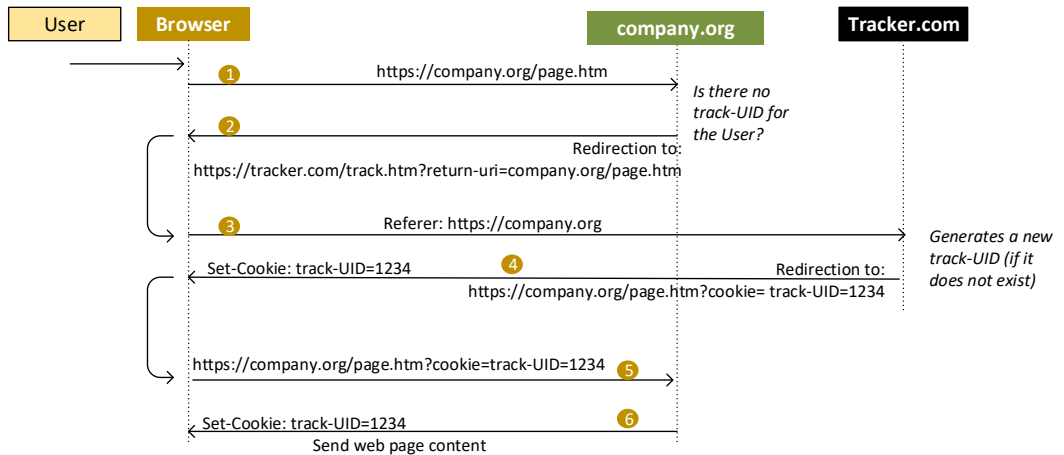 User
Browser
company.org
Tracker.com
1
https://company.org/page.htm
Is there no
track-UID for
the User?
2
Redirection to:
https://tracker.com/track.htm?return-uri=company.org/page.htm
3
Referer: https://company.org
Generates a new
track-UID (if it
does not exist)
4
Set-Cookie: track-UID=1234
Redirection to:
https://company.org/page.htm?cookie= track-UID=1234
https://company.org/page.htm?cookie=track-UID=1234
5
6
Set-Cookie: track-UID=1234
Send web page content